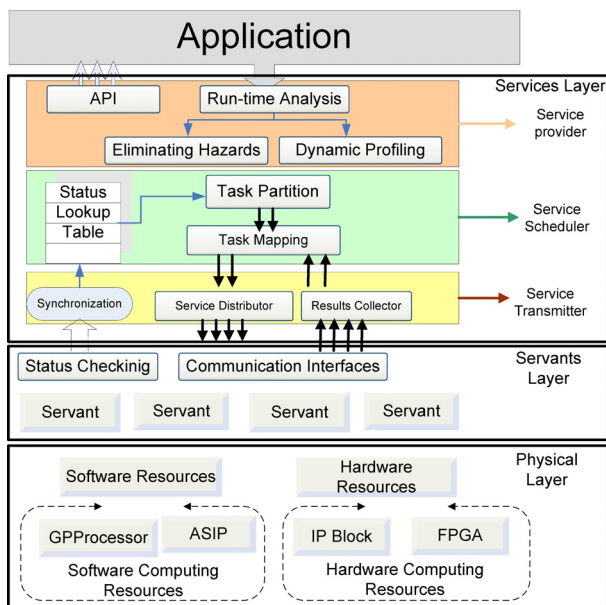 Application
Services Layer
API
Run-time Analysis
Service
provider
Eliminating Hazards
Dynamic Profiling
Status
Lookup
Table
Task Partition
Service
Scheduler
Task Mapping
Synchronization
Service Distributor
Results Collector
Service
Transmitter
Status Checkinig
Communication Interfaces
Servants
Layer
Servant
Servant
Servant
Servant
Physical
Layer
Software Resources
Hardware
Resources
GPProcessor
ASIP
IP Block
FPGA
Software Computing
Resources
Hardware Computing
Resources